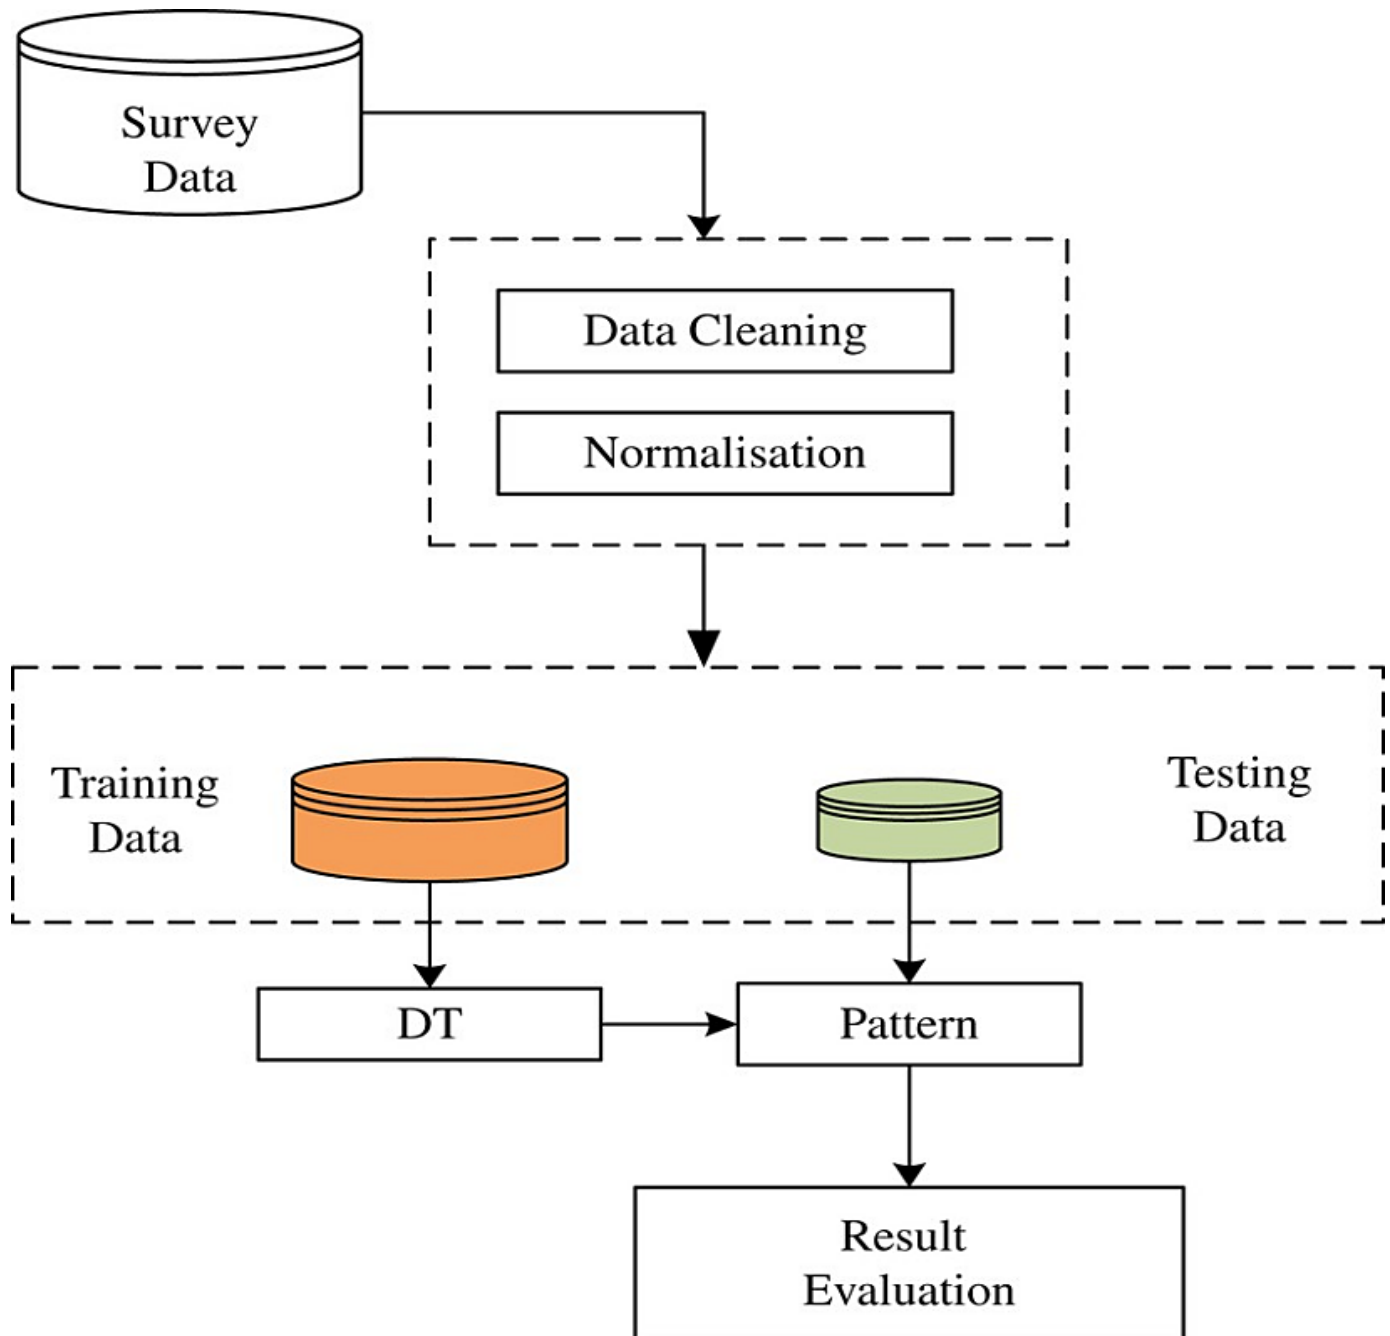 Survey
Data
Data Cleaning
Normalisation
Training
Data
Testing
Data
DT
Pattern
Result
Evaluation